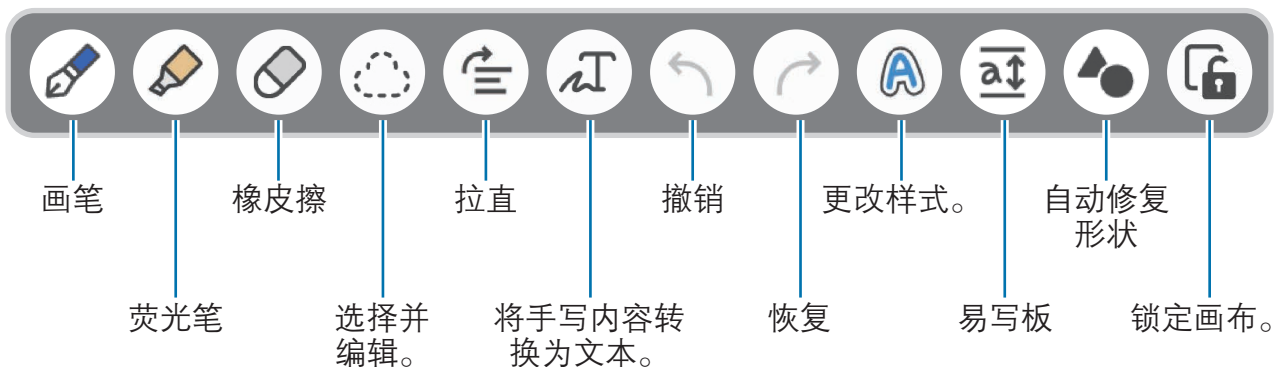 画笔
橡皮擦
拉直
撤销
更改样式。
自动修复
形状
荧光笔
选择并
编辑。
将手写内容转
换为文本。
恢复
易写板
锁定画布。